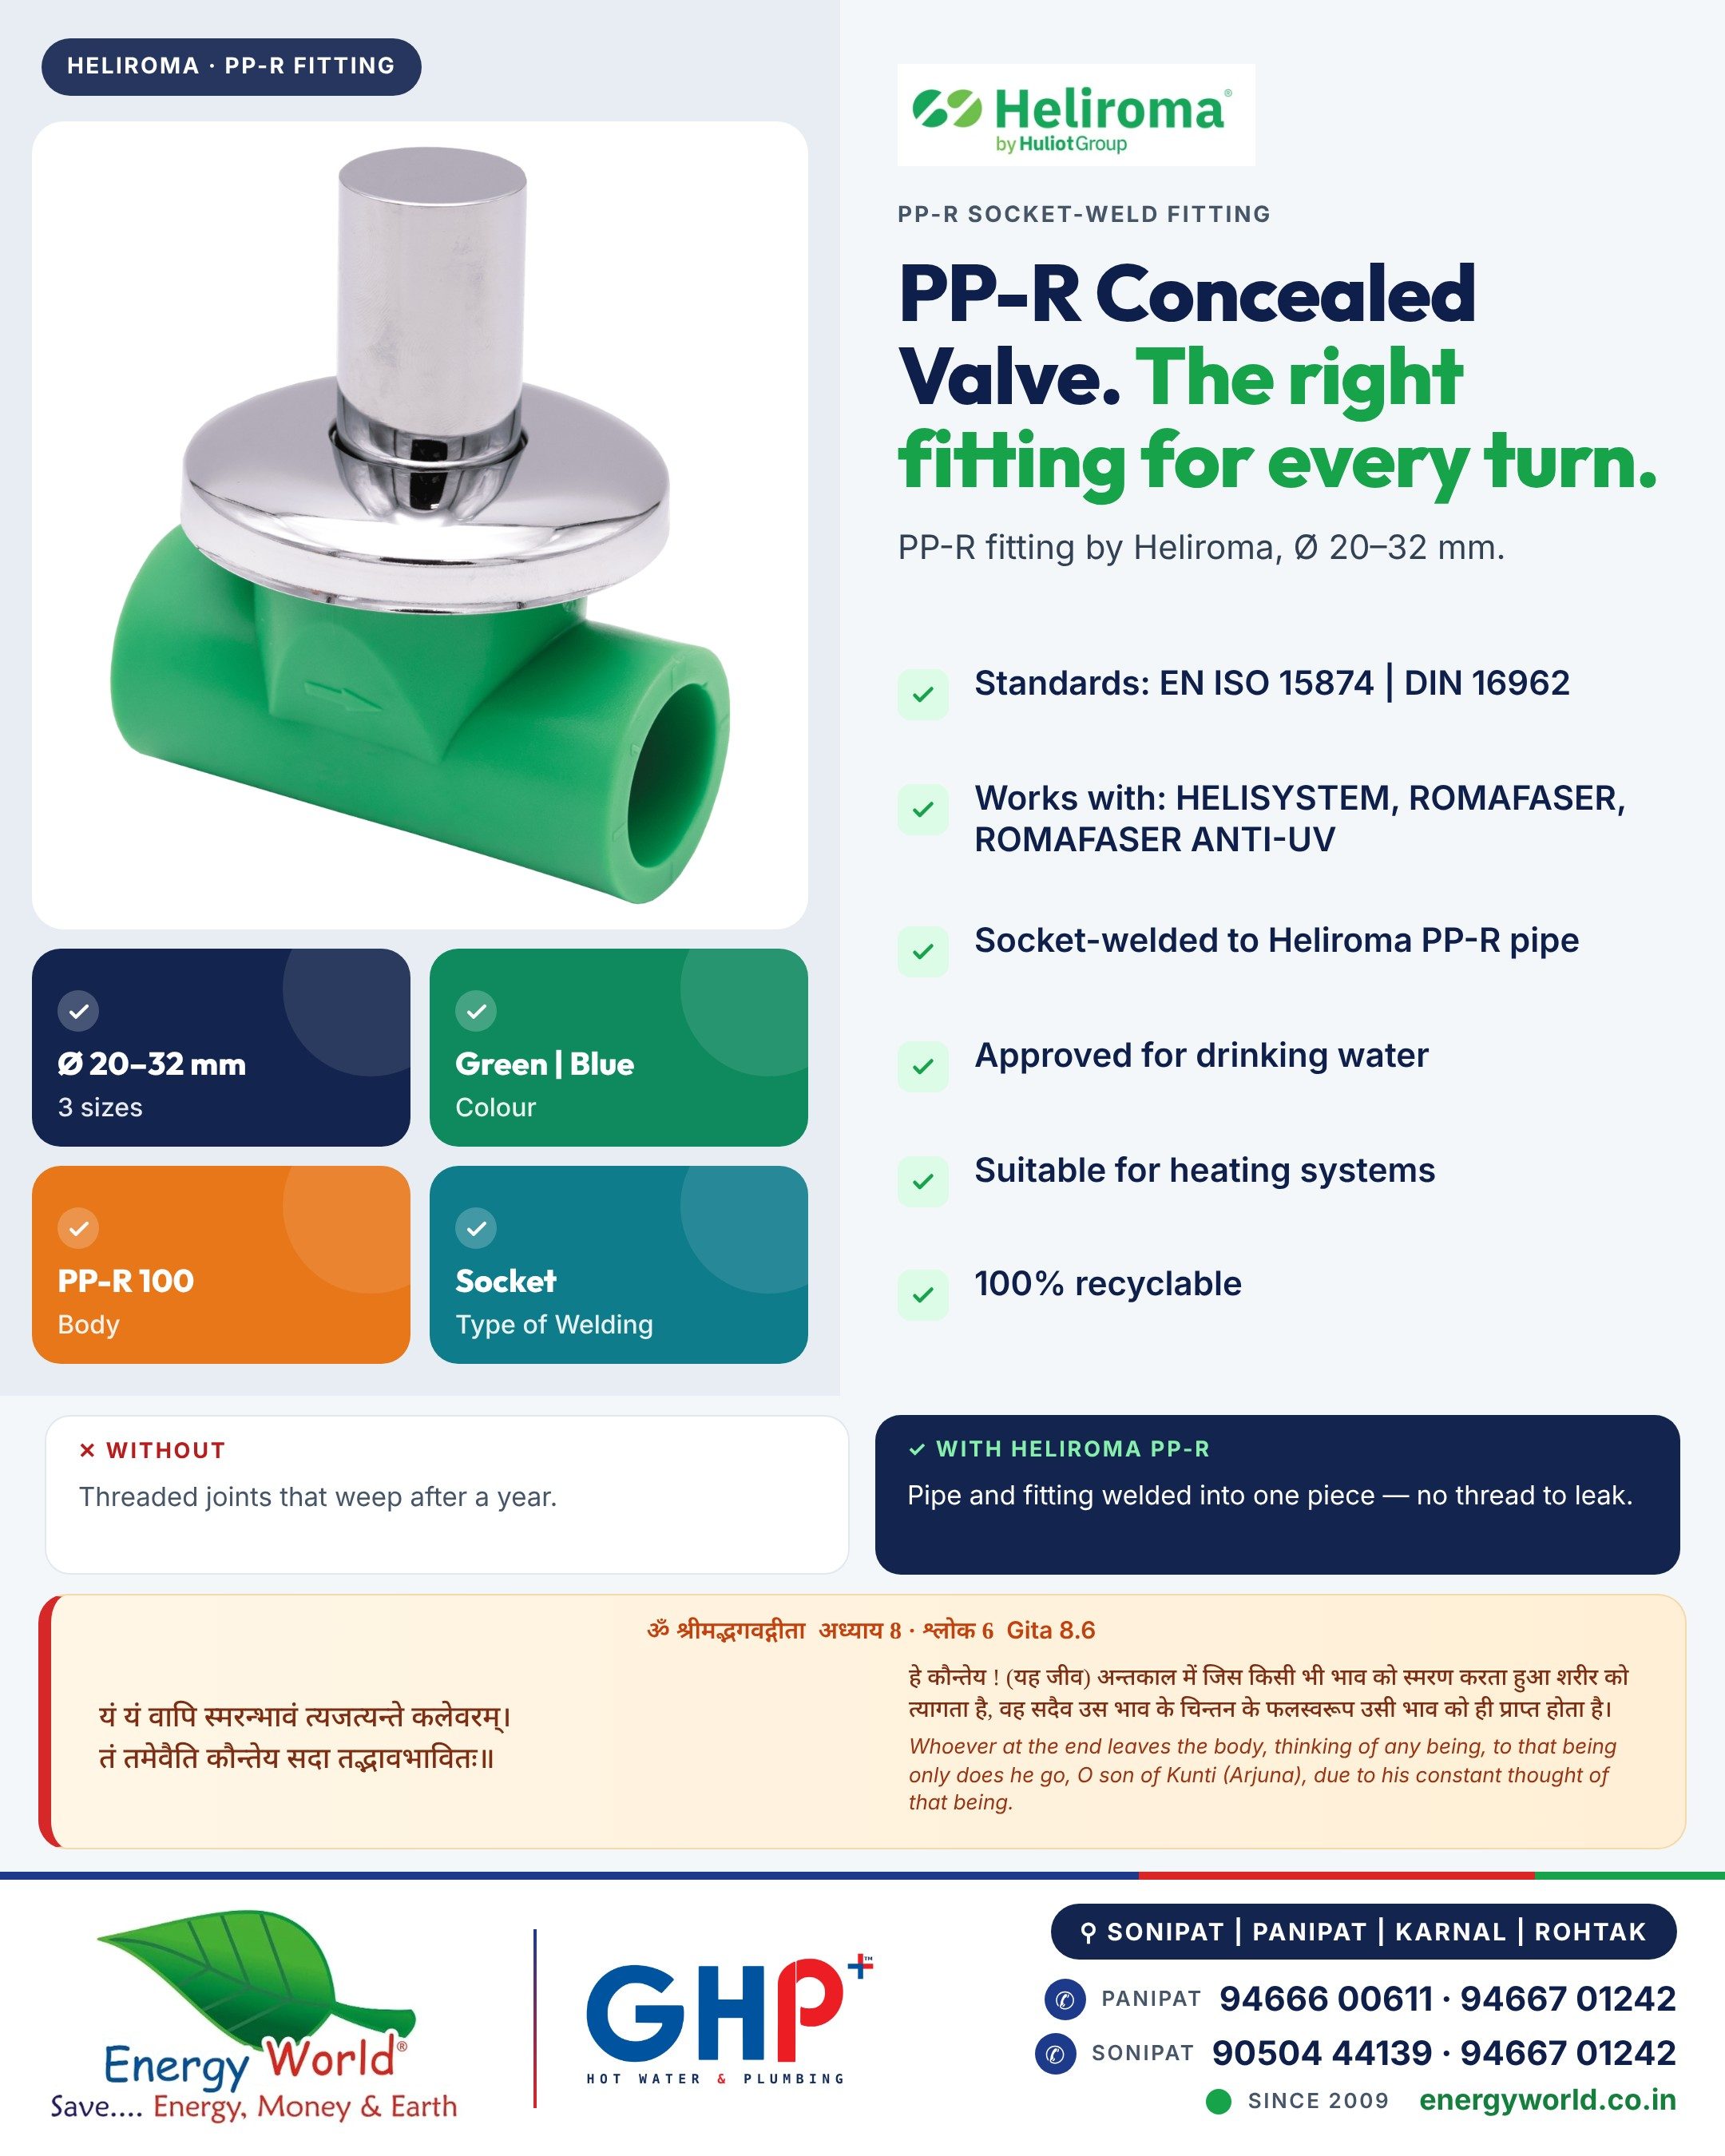 HELIROMA · PP-R FITTING
Heliroma®
by Huliot Group
PP-R SOCKET-WELD FITTING
PP-R Concealed
Valve. The right
fitting for every turn.
PP-R fitting by Heliroma, Ø 20–32 mm.
Standards: EN ISO 15874 | DIN 16962
Works with: HELISYSTEM, ROMAFASER,
ROMAFASER ANTI-UV
Socket-welded to Heliroma PP-R pipe
Approved for drinking water
Suitable for heating systems
100% recyclable
Ø 20–32 mm
3 sizes
Green | Blue
Colour
PP-R 100
Body
Socket
Type of Welding
✕ WITHOUT
Threaded joints that weep after a year.
✓ WITH HELIROMA PP-R
Pipe and fitting welded into one piece — no thread to leak.
ॐ श्रीमद्भगवद्गीता अध्याय 8 · श्लोक 6 Gita 8.6
यं यं वापि स्मरन्भावं त्यजत्यन्ते कलेवरम्।
तं तमेवैति कौन्तेय सदा तद्भावभावितः॥
हे कौन्तेय ! (यह जीव) अन्तकाल में जिस किसी भी भाव को स्मरण करता हुआ शरीर को
त्यागता है, वह सदैव उस भाव के चिन्तन के फलस्वरूप उसी भाव को ही प्राप्त होता है।
Whoever at the end leaves the body, thinking of any being, to that being
only does he go, O son of Kunti (Arjuna), due to his constant thought of
that being.
Energy World®
Save.... Energy, Money & Earth
GHP+™
HOT WATER & PLUMBING
SONIPAT | PANIPAT | KARNAL | ROHTAK
PANIPAT 94666 00611 · 94667 01242
SONIPAT 90504 44139 · 94667 01242
SINCE 2009 energyworld.co.in